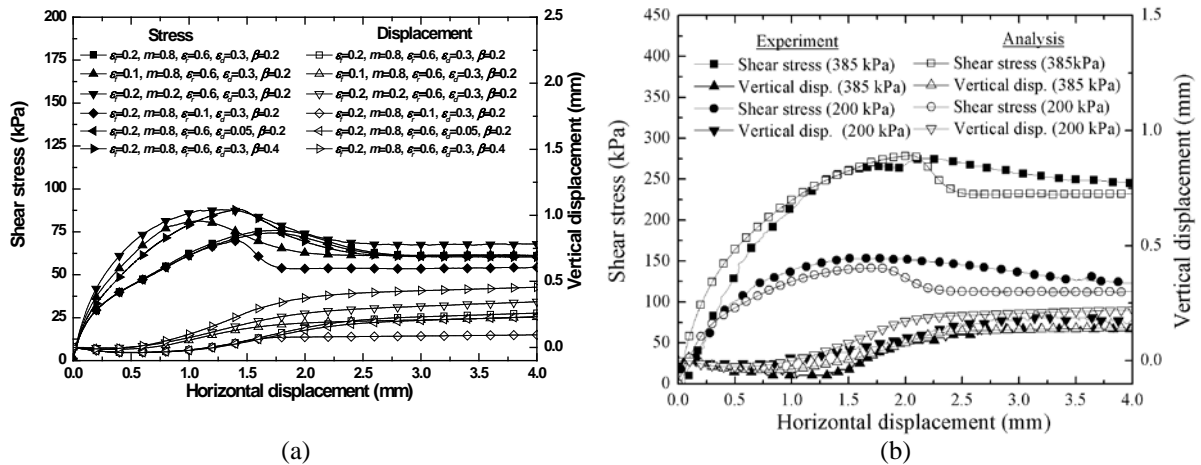 200
175
150
125
100
75
50
25
0
Shear stress (kPa)
Stress
εf=0.2, m=0.8, εr=0.6, εd=0.3, β=0.2
εf=0.1, m=0.8, εr=0.6, εd=0.3, β=0.2
εf=0.2, m=0.2, εr=0.6, εd=0.3, β=0.2
εf=0.2, m=0.8, εr=0.1, εd=0.3, β=0.2
εf=0.2, m=0.8, εr=0.6, εd=0.05, β=0.2
εf=0.2, m=0.8, εr=0.6, εd=0.3, β=0.4
Displacement
εf=0.2, m=0.8, εr=0.6, εd=0.3, β=0.2
εf=0.1, m=0.8, εr=0.6, εd=0.3, β=0.2
εf=0.2, m=0.2, εr=0.6, εd=0.3, β=0.2
εf=0.2, m=0.8, εr=0.1, εd=0.3, β=0.2
εf=0.2, m=0.8, εr=0.6, εd=0.05, β=0.2
εf=0.2, m=0.8, εr=0.6, εd=0.3, β=0.4
2.5
2.0
1.5
1.0
0.5
0.0
Vertical displacement (mm)
0.0 0.5 1.0 1.5 2.0 2.5 3.0 3.5 4.0
Horizontal displacement (mm)
(a)
450
400
350
300
250
200
150
100
50
0
Shear stress (kPa)
Experiment
Shear stress (385 kPa)
Vertical disp. (385 kPa)
Shear stress (200 kPa)
Vertical disp. (200 kPa)
Analysis
Shear stress (385kPa)
Vertical disp. (385 kPa)
Shear stress (200 kPa)
Vertical disp. (200 kPa)
1.5
1.0
0.5
0.0
Vertical displacement (mm)
0.0 0.5 1.0 1.5 2.0 2.5 3.0 3.5 4.0
Horizontal displacement (mm)
(b)